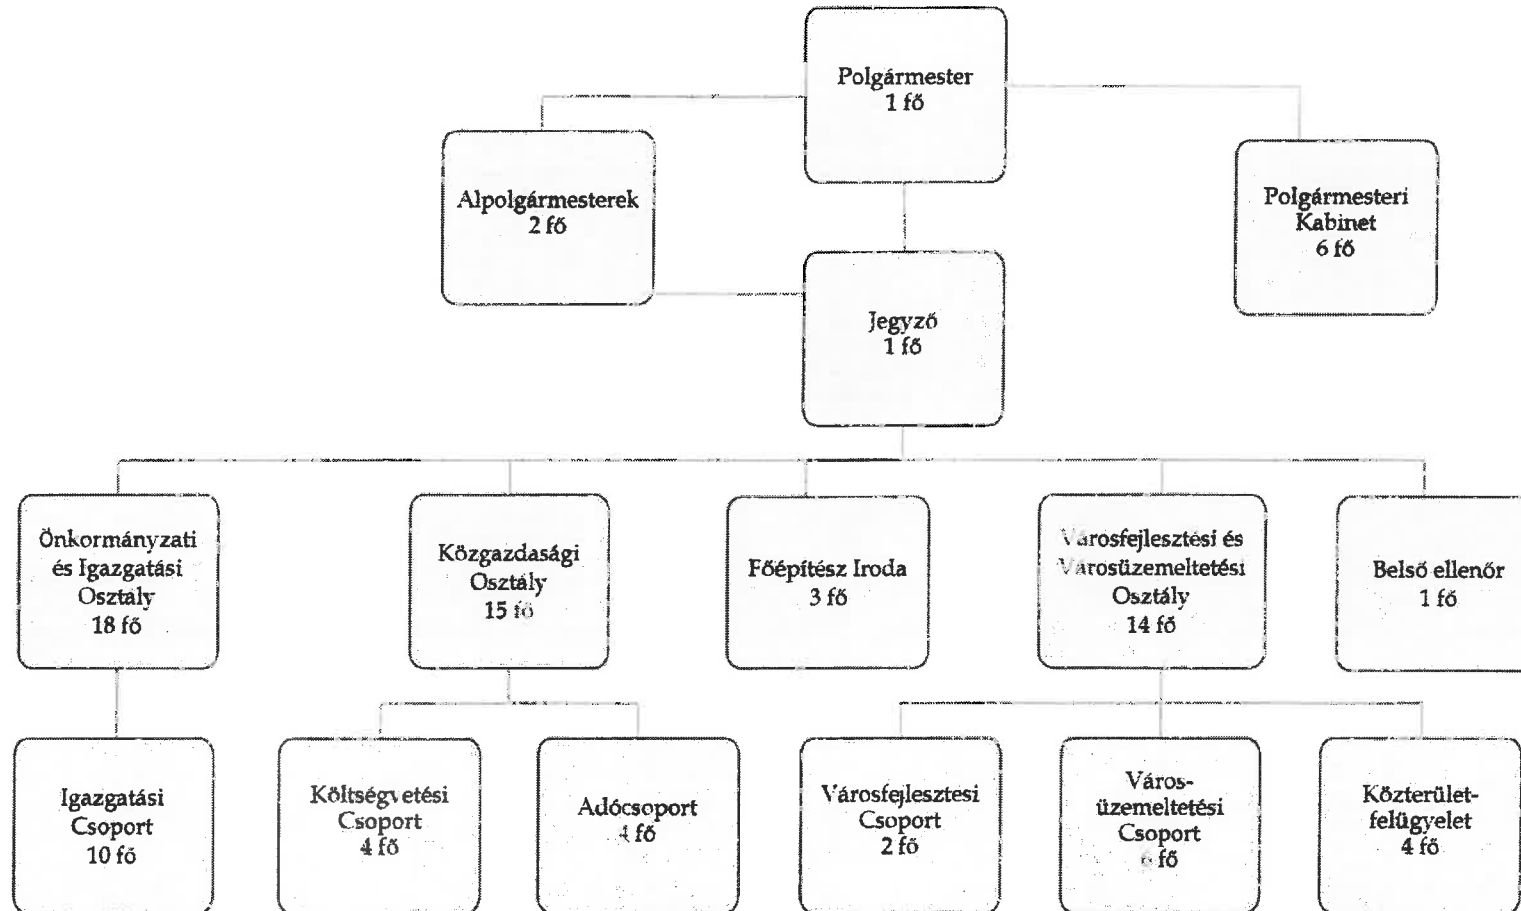 Polgármester
1 fő
Alpolgármesterek
2 fő
Polgármesteri
Kabinet
6 fő
Jegyző
1 fő
Önkormányzati
és Igazgatási
Osztály
18 fő
Közgazdasági
Osztály
15 fő
Főépítész Iroda
3 fő
Városfejlesztési és
Városüzemeltetési
Osztály
14 fő
Belső ellenőr
1 fő
Igazgatási
Csoport
10 fő
Költségvetési
Csoport
4 fő
Adócsoport
4 fő
Városfejlesztési
Csoport
2 fő
Város-
üzemeltetési
Csoport
6 fő
Közterület-
felügyelet
4 fő